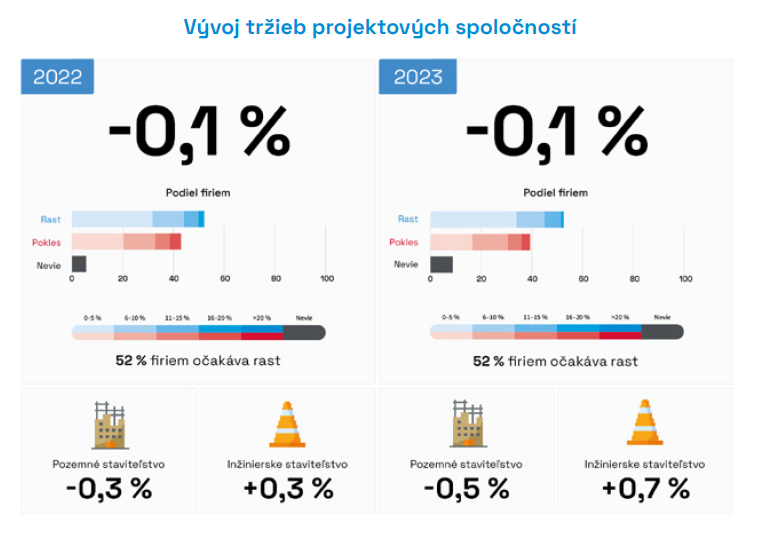 Vývoj tržieb projektových spoločností
2022
-0,1 %
Podiel firiem
Rast
Pokles
Nevie
0 20 40 60 80 100
0-5 % 6-10 % 11-15 % 16-20 % >20 % Nevie
52 % firiem očakáva rast
2023
-0,1 %
Podiel firiem
Rast
Pokles
Nevie
0 20 40 60 80 100
0-5 % 6-10 % 11-15 % 16-20 % >20 % Nevie
52 % firiem očakáva rast
Pozemné staviteľstvo
-0,3 %
Inžinierske staviteľstvo
+0,3 %
Pozemné staviteľstvo
-0,5 %
Inžinierske staviteľstvo
+0,7 %